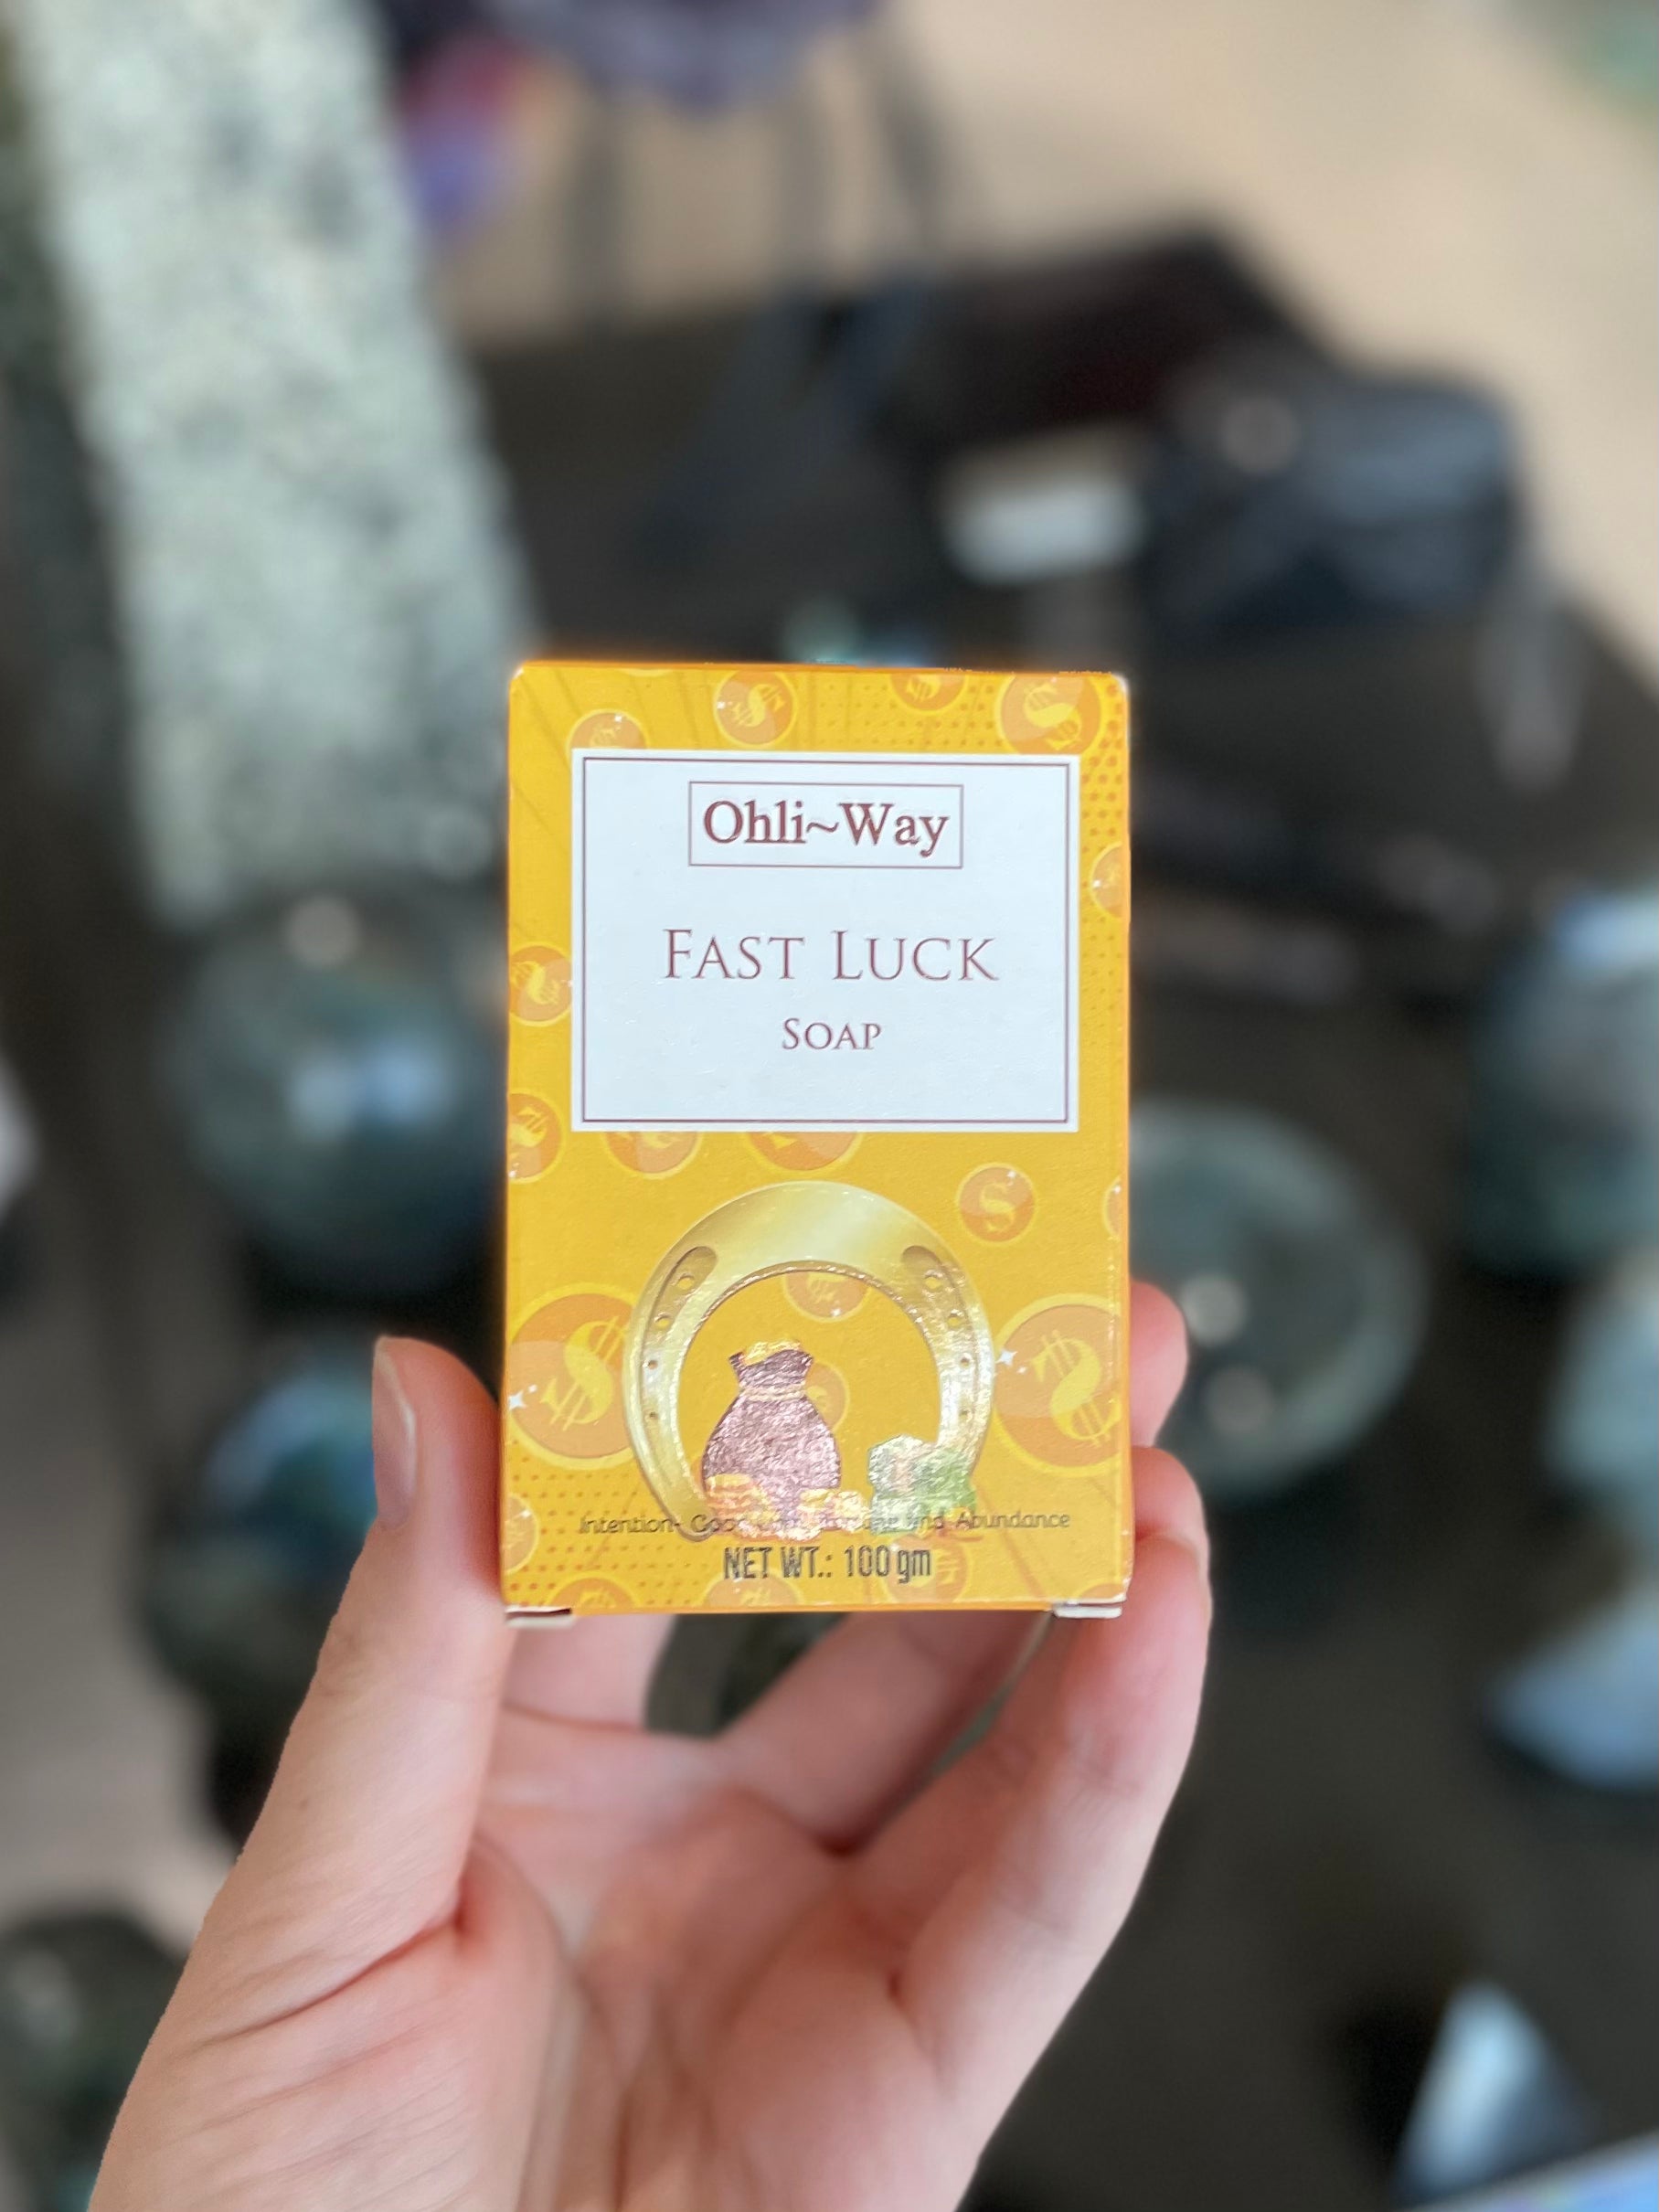 Ohli~Way
FAST LUCK
SOAP
Intention- and Abundance
NET WT.: 100 gm